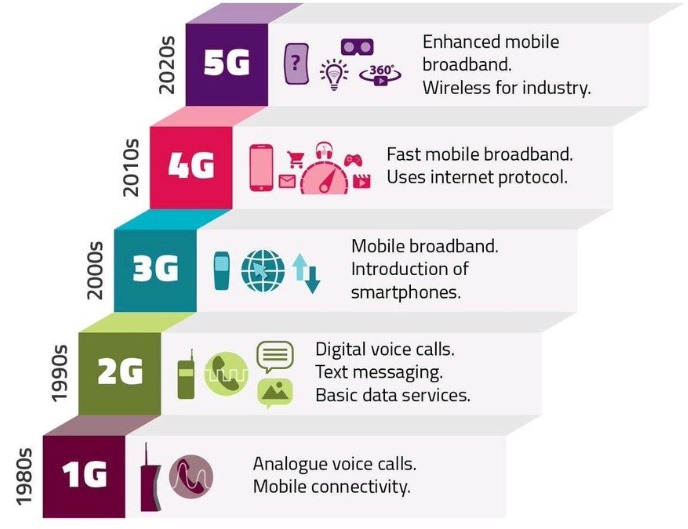 2020s
5G
?
360°
Enhanced mobile
broadband.
Wireless for industry.
2010s
4G
Fast mobile broadband.
Uses internet protocol.
2000s
3G
Mobile broadband.
Introduction of
smartphones.
1990s
2G
Digital voice calls.
Text messaging.
Basic data services.
1980s
1G
Analogue voice calls.
Mobile connectivity.